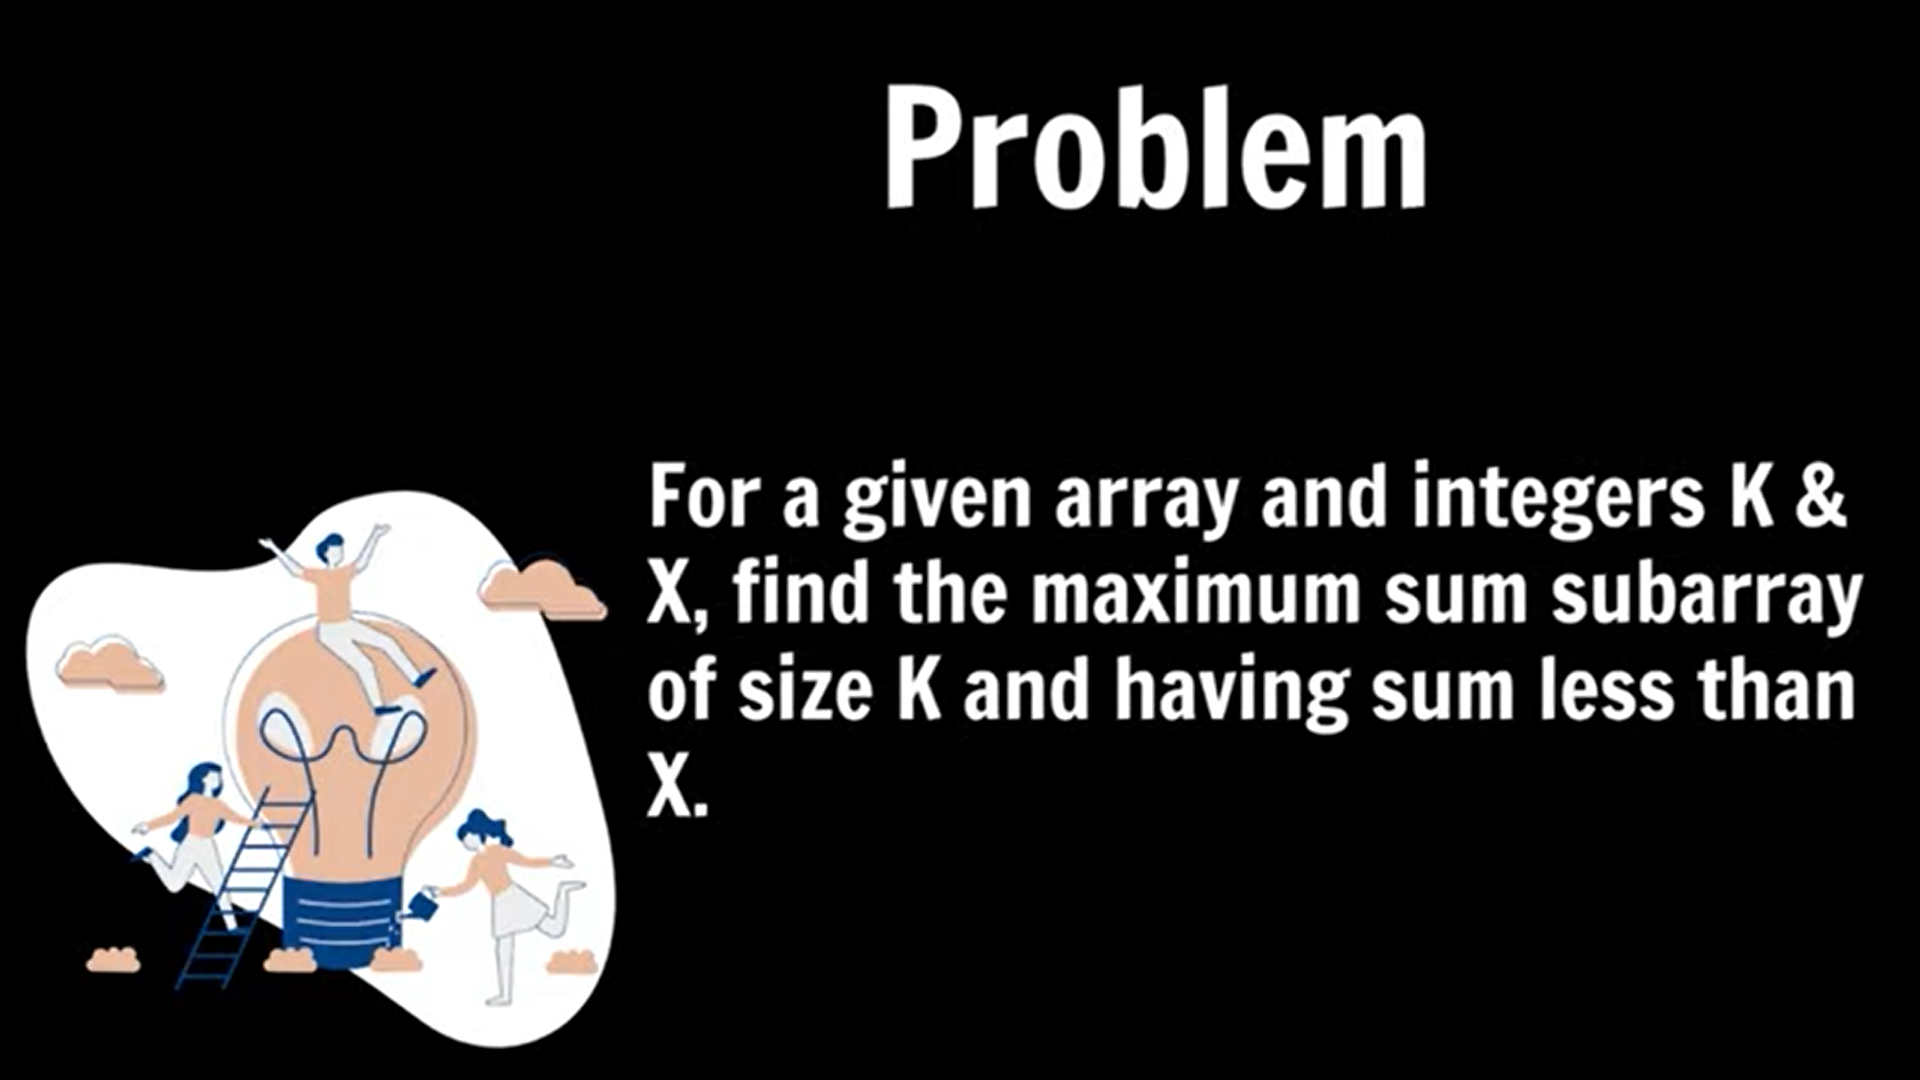 Problem
For a given array and integers K &
X, find the maximum sum subarray
of size K and having sum less than
X.